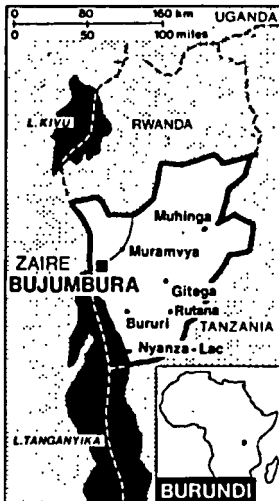 0 80 160 km
0 50 100 miles
UGANDA
L.KIVU
RWANDA
Muhinga
Muramvya
ZAIRE
BUJUMBURA
Gitega
Rutana
Bururi
TANZANIA
Nyanza-Lac
L.TANGANYIKA
BURUNDI